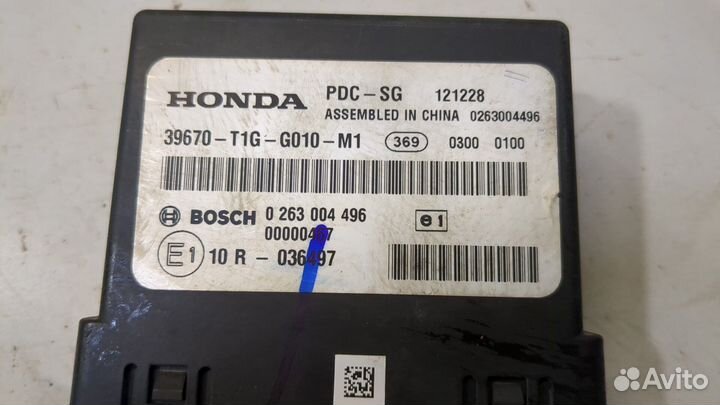 HONDA PDC-SG 121228
ASSEMBLED IN CHINA 0263004496
39670-T1G-G010-M1 369 0300 0100
BOSCH 0 263 004 496 e1
E1 10 R - 036497
Avito